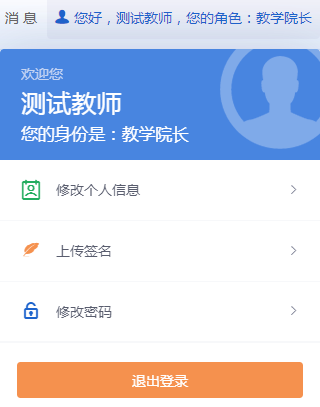 消 息 您好，测试教师，您的角色：教学院长
欢迎您
测试教师
您的身份是：教学院长
修改个人信息
上传签名
修改密码
退出登录